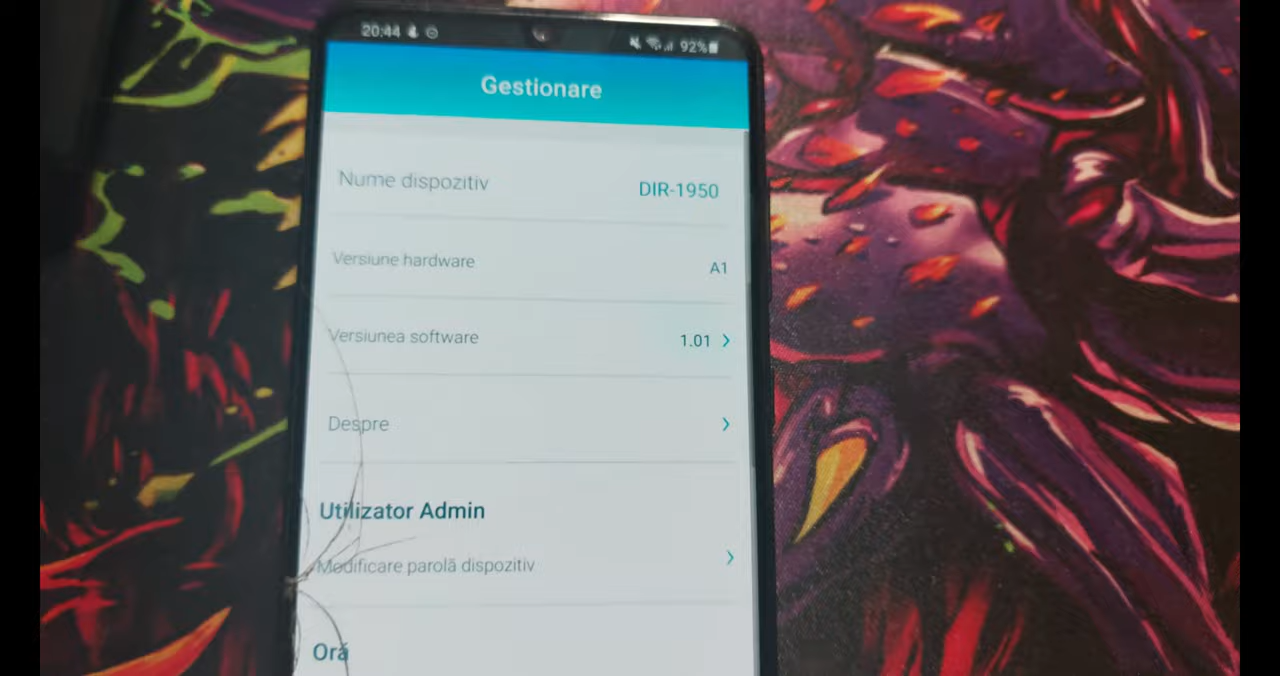 20:44
92%
Gestionare
Nume dispozitiv
DIR-1950
Versiune hardware
A1
Versiunea software
1.01
Despre
Utilizator Admin
Modificare parolă dispozitiv
Oră